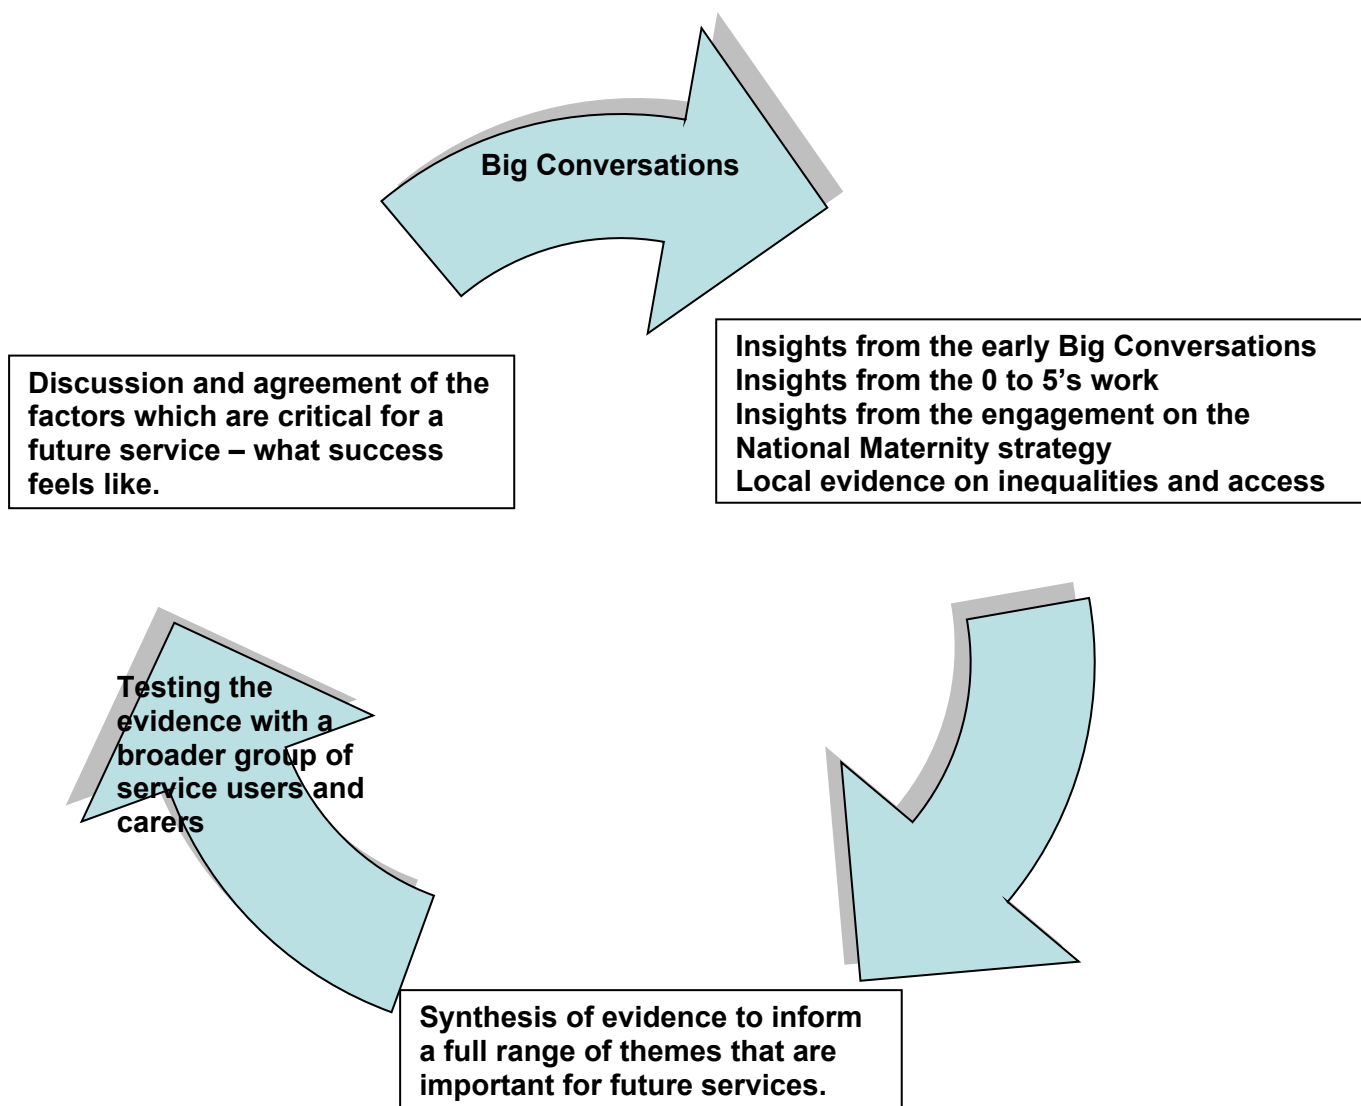 Big Conversations
Insights from the early Big Conversations
Insights from the 0 to 5’s work
Insights from the engagement on the
National Maternity strategy
Local evidence on inequalities and access
Discussion and agreement of the
factors which are critical for a
future service – what success
feels like.
Testing the
evidence with a
broader group of
service users and
carers
Synthesis of evidence to inform
a full range of themes that are
important for future services.